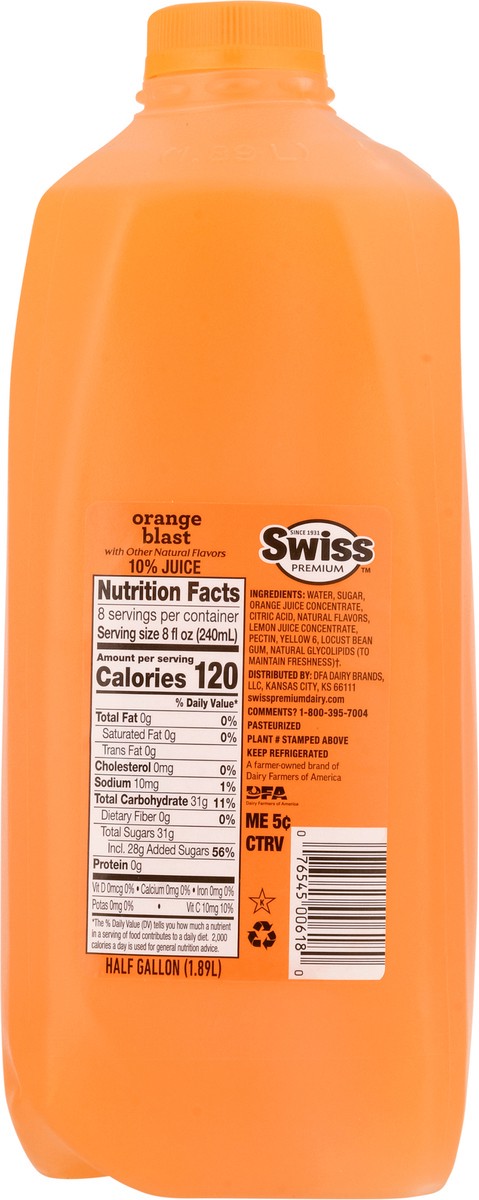 orange
blast
with Other Natural Flavors
10% JUICE
Nutrition Facts
8 servings per container
Serving size 8 fl oz (240mL)
Amount per serving
Calories 120
% Daily Value*
Total Fat 0g 0%
Saturated Fat 0g 0%
Trans Fat 0g
Cholesterol 0mg 0%
Sodium 10mg 1%
Total Carbohydrate 31g 11%
Dietary Fiber 0g 0%
Total Sugars 31g
Incl. 28g Added Sugars 56%
Protein 0g
Vit D 0mcg 0% • Calcium 0mg 0% • Iron 0mg 0%
Potas 0mg 0% • Vit C 10mg 10%
*The % Daily Value (DV) tells you how much a nutrient
in a serving of food contributes to a daily diet. 2,000
calories a day is used for general nutrition advice.
HALF GALLON (1.89L)
SINCE 1931
Swiss
PREMIUM™
INGREDIENTS: WATER, SUGAR,
ORANGE JUICE CONCENTRATE,
CITRIC ACID, NATURAL FLAVORS,
LEMON JUICE CONCENTRATE,
PECTIN, YELLOW 6, LOCUST BEAN
GUM, NATURAL GLYCOLIPIDS (TO
MAINTAIN FRESHNESS)†.
DISTRIBUTED BY: DFA DAIRY BRANDS,
LLC, KANSAS CITY, KS 66111
swisspremiumdairy.com
COMMENTS? 1-800-395-7004
PASTEURIZED
PLANT # STAMPED ABOVE
KEEP REFRIGERATED
A farmer-owned brand of
Dairy Farmers of America
DFA
Dairy Farmers of America
ME 5¢
CTRV
K
0 76545 00618 0